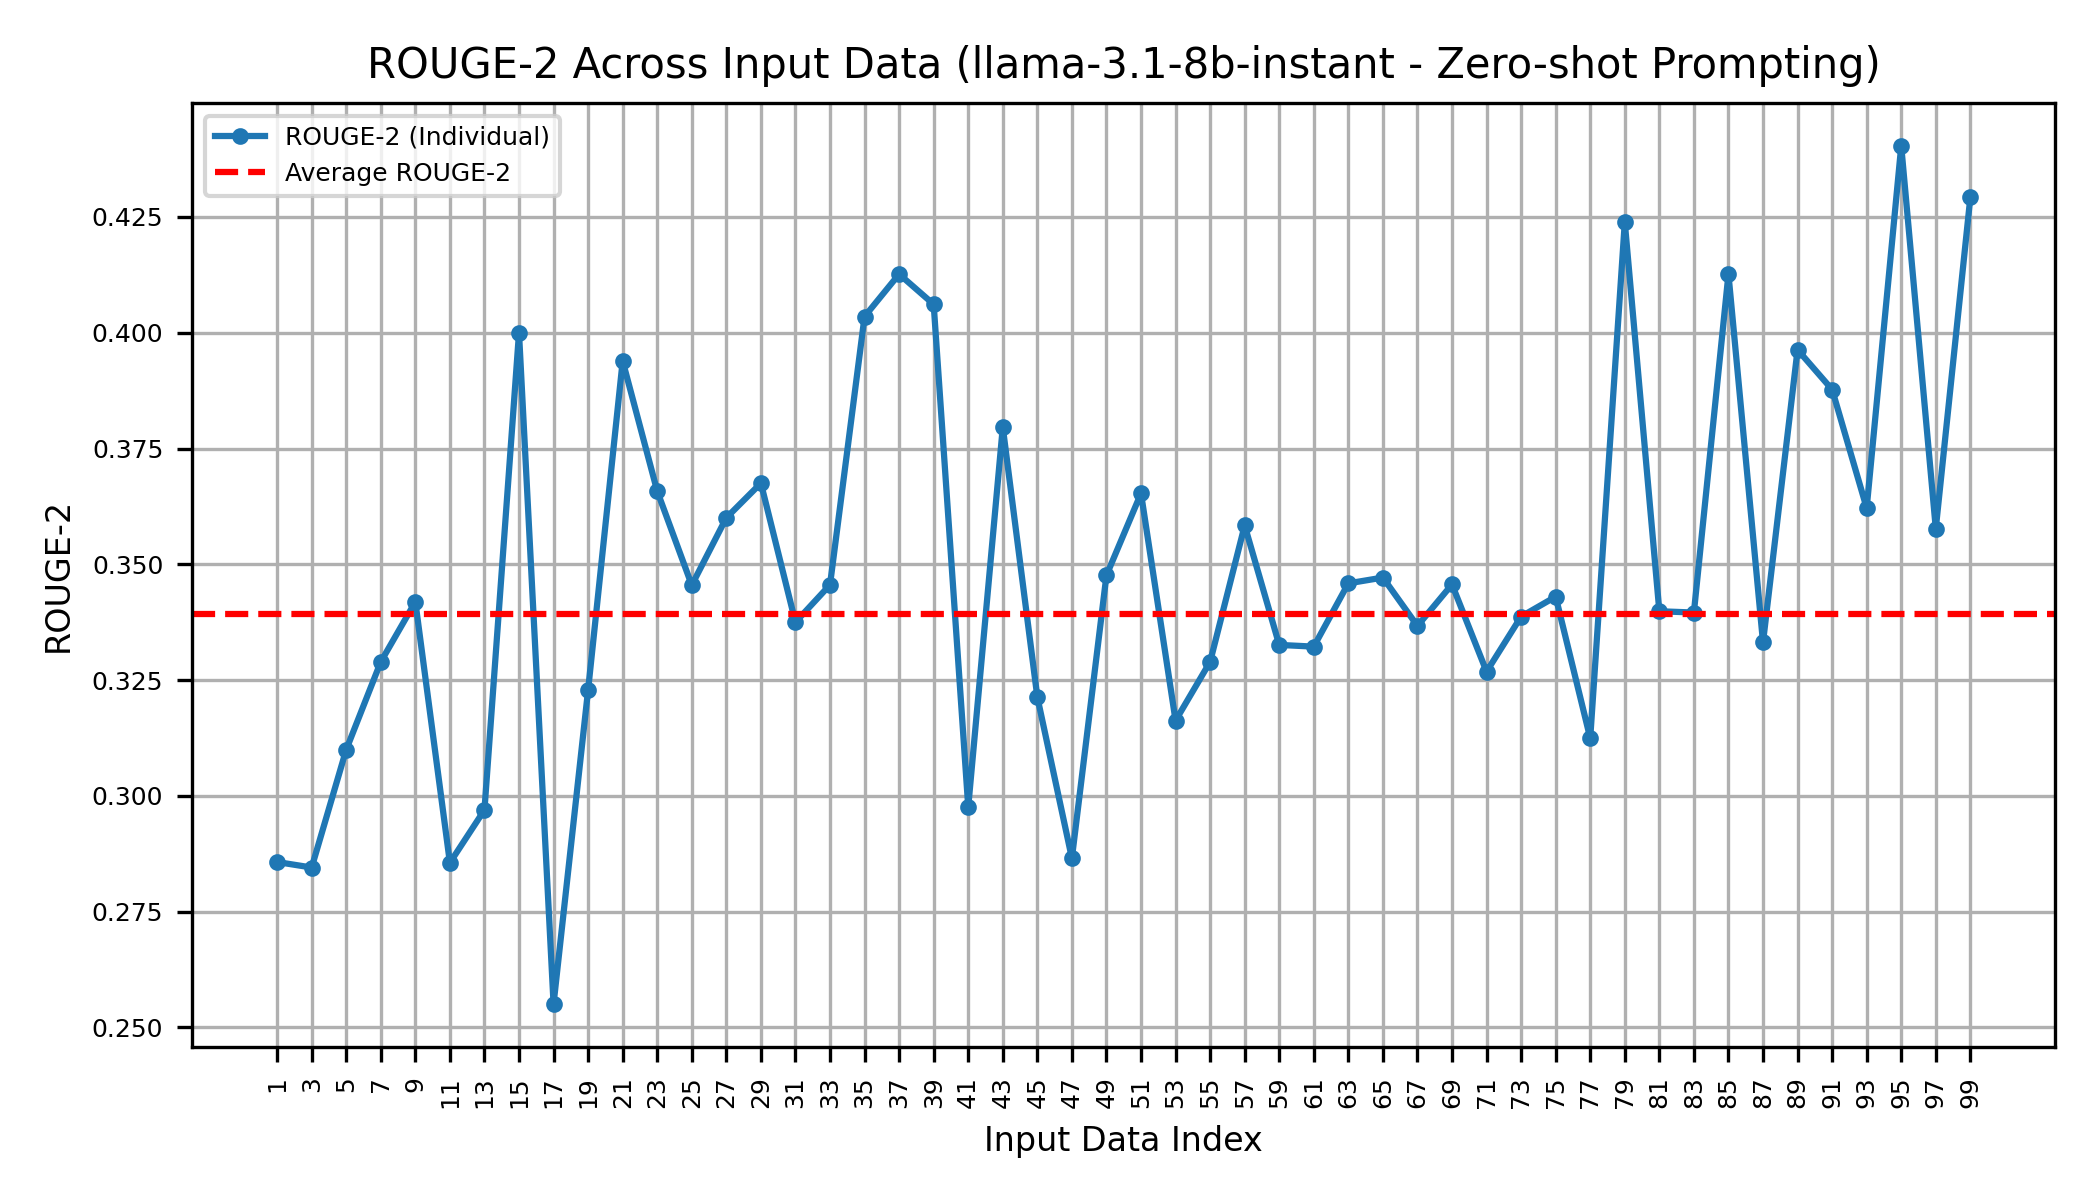 ROUGE-2 Across Input Data (llama-3.1-8b-instant - Zero-shot Prompting)
ROUGE-2 (Individual)
Average ROUGE-2
ROUGE-2
0.425
0.400
0.375
0.350
0.325
0.300
0.275
0.250
1 3 5 7 9 11 13 15 17 19 21 23 25 27 29 31 33 35 37 39 41 43 45 47 49 51 53 55 57 59 61 63 65 67 69 71 73 75 77 79 81 83 85 87 89 91 93 95 97 99
Input Data Index